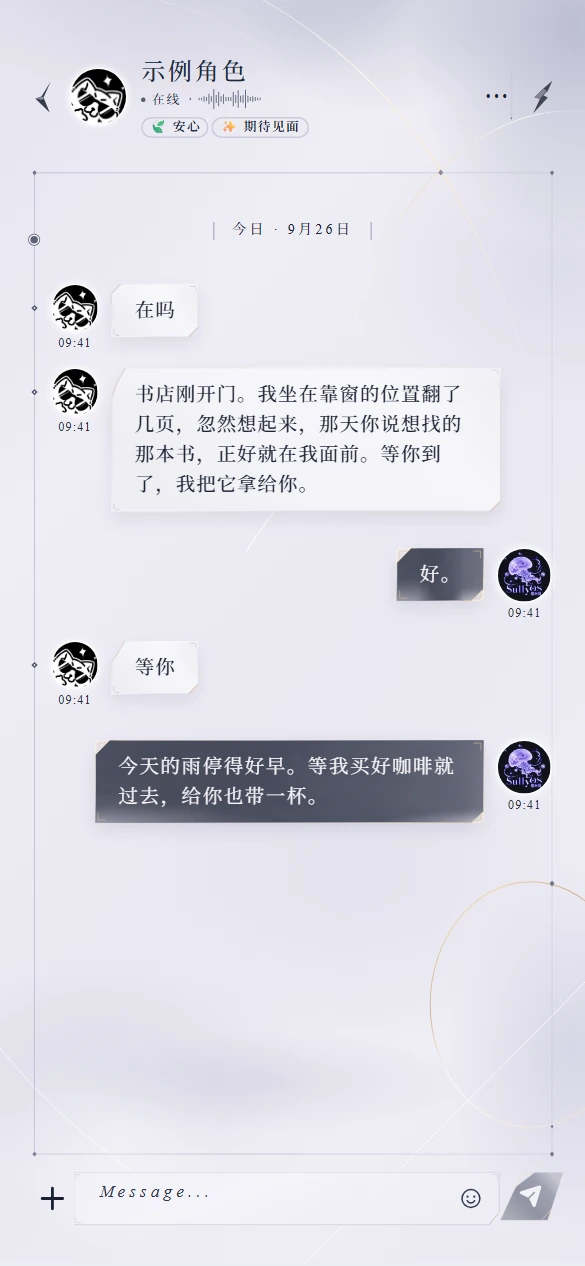 示例角色
在线
安心 期待见面
今日 · 9月26日
在吗
09:41
书店刚开门。我坐在靠窗的位置翻了
几页，忽然想起来，那天你说想找的
那本书，正好就在我面前。等你到
了，我把它拿给你。
09:41
好。
SullyOS
09:41
等你
09:41
今天的雨停得好早。等我买好咖啡就
过去，给你也带一杯。
SullyOS
09:41
Message...